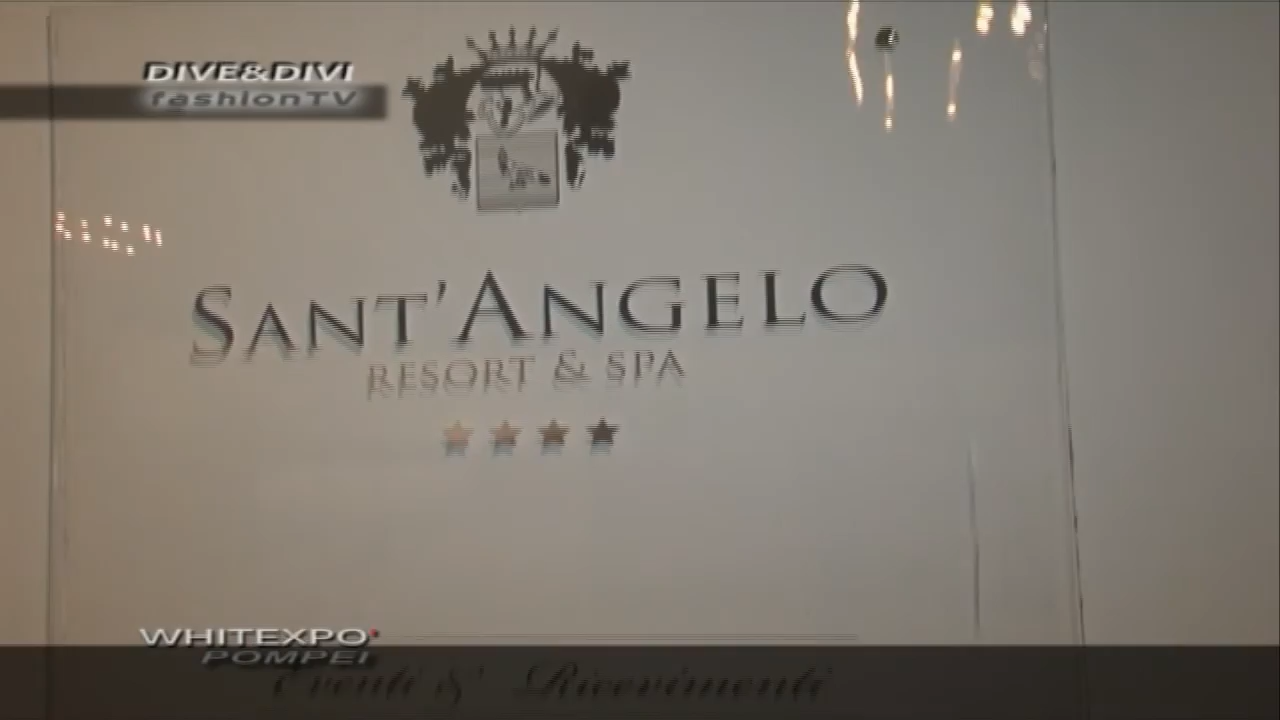 DIVE&DIVI
fashionTV
SANT'ANGELO
RESORT & SPA
WHITEXPO
POMPEI
Eventi & Ricevimenti